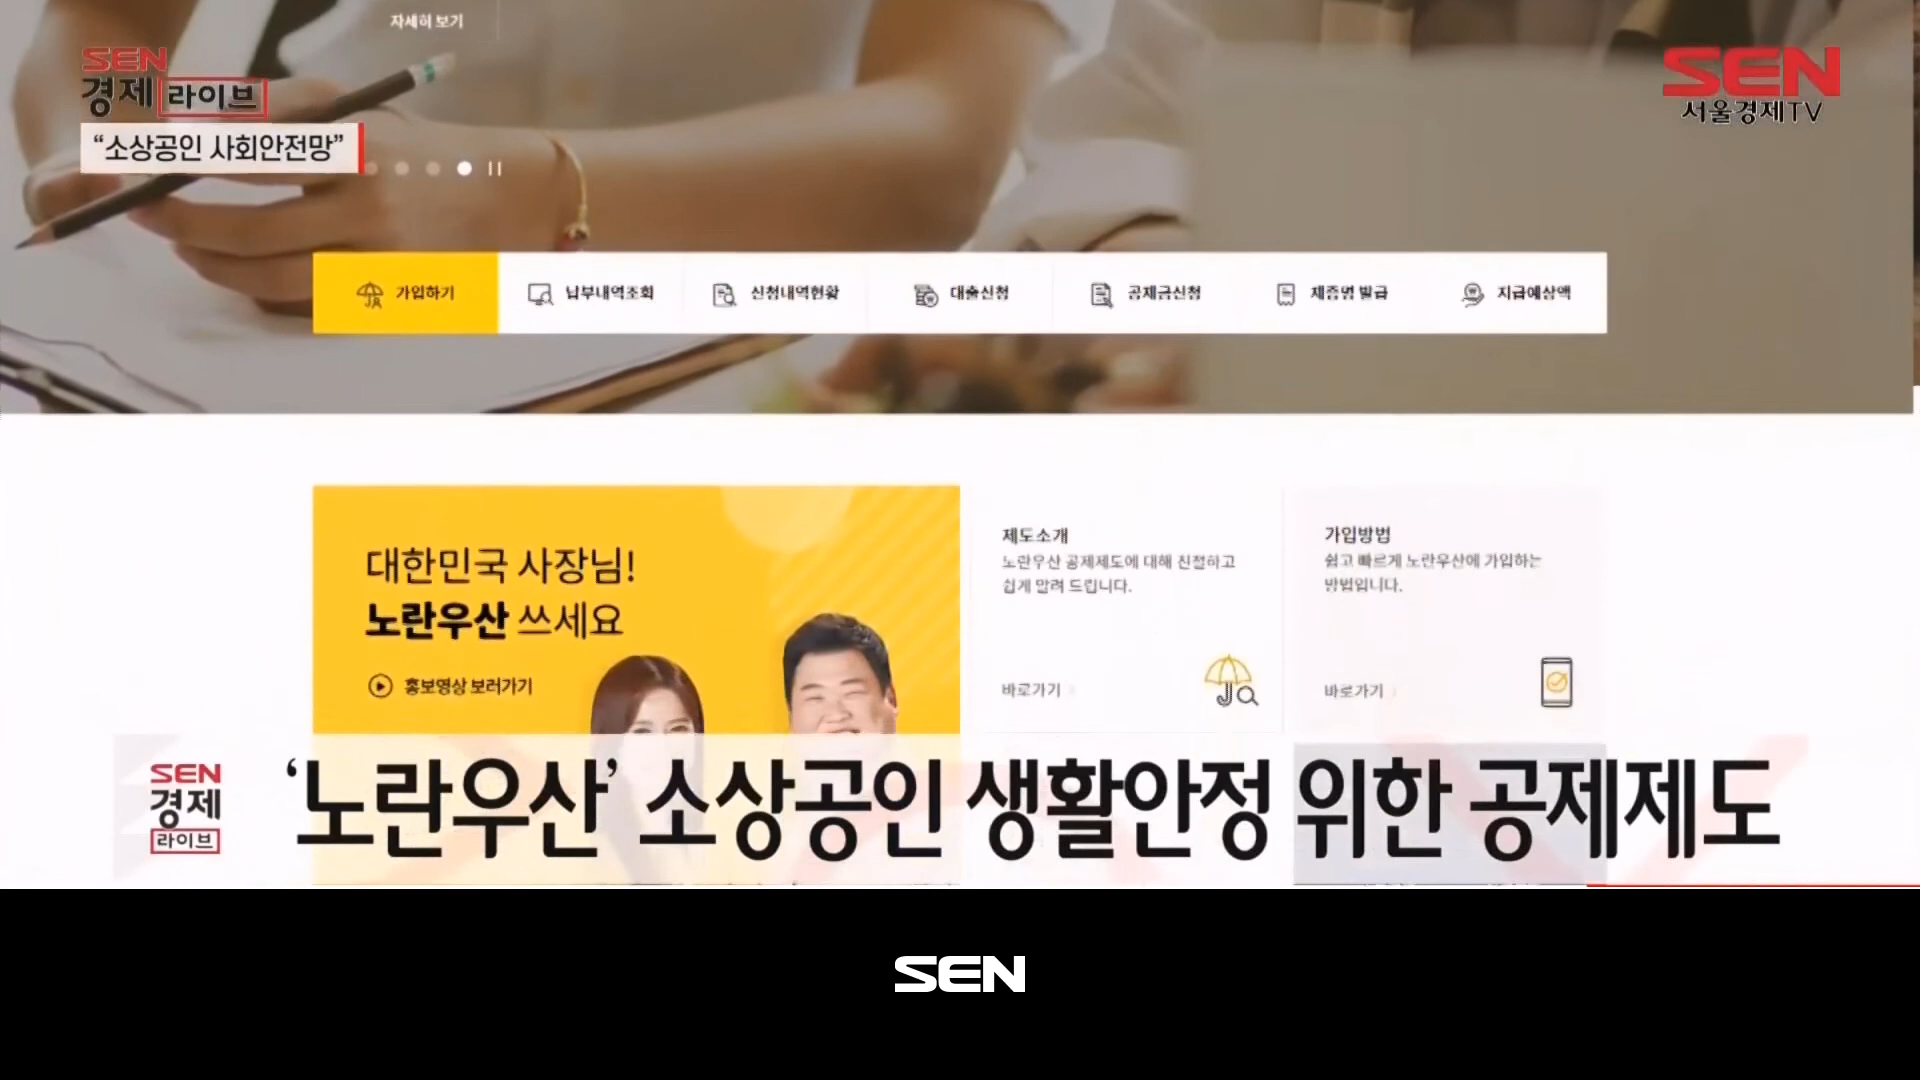 자세히 보기
SEN
경제 라이브
“소상공인 사회안전망”
SEN
서울경제TV
가입하기
납부내역조회
신청내역현황
대출신청
공제금신청
제증명 발급
지급예상액
대한민국 사장님!
노란우산 쓰세요
홍보영상 보러가기
제도소개
노란우산 공제제도에 대해 친절하고
쉽게 알려 드립니다.
바로가기
가입방법
쉽고 빠르게 노란우산에 가입하는
방법입니다.
바로가기
SEN
경제
라이브
‘노란우산’ 소상공인 생활안정 위한 공제제도
SEN